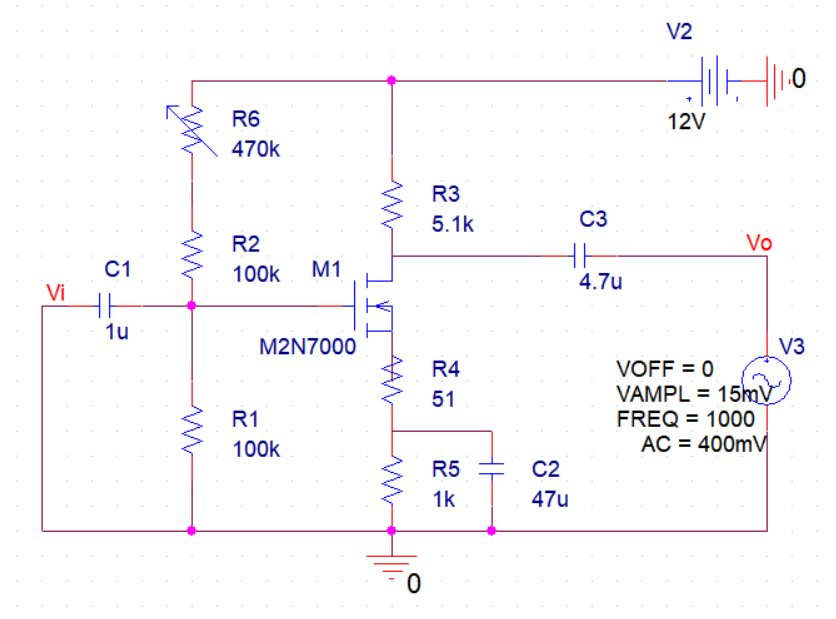 V2
0
12V
R6
470k
R3
5.1k
C3
4.7u
Vo
R2
100k
M1
C1
Vi
1u
M2N7000
V3
VOFF = 0
VAMPL = 15mV
FREQ = 1000
AC = 400mV
R4
51
R1
100k
R5
1k
C2
47u
0